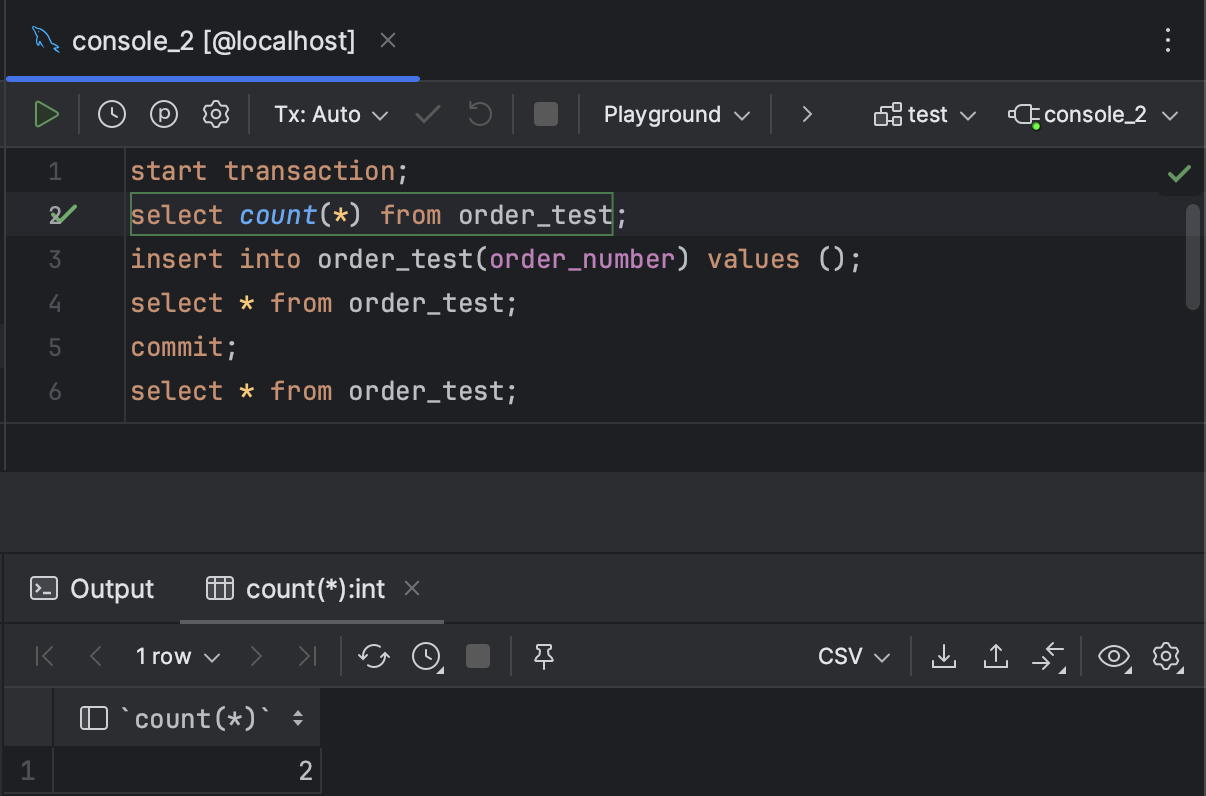 console_2 [@localhost]
Tx: Auto Playground test console_2
1 start transaction;
2 select count(*) from order_test;
3 insert into order_test(order_number) values ();
4 select * from order_test;
5 commit;
6 select * from order_test;
Output count(*):int
1 row CSV
`count(*)`
1 2